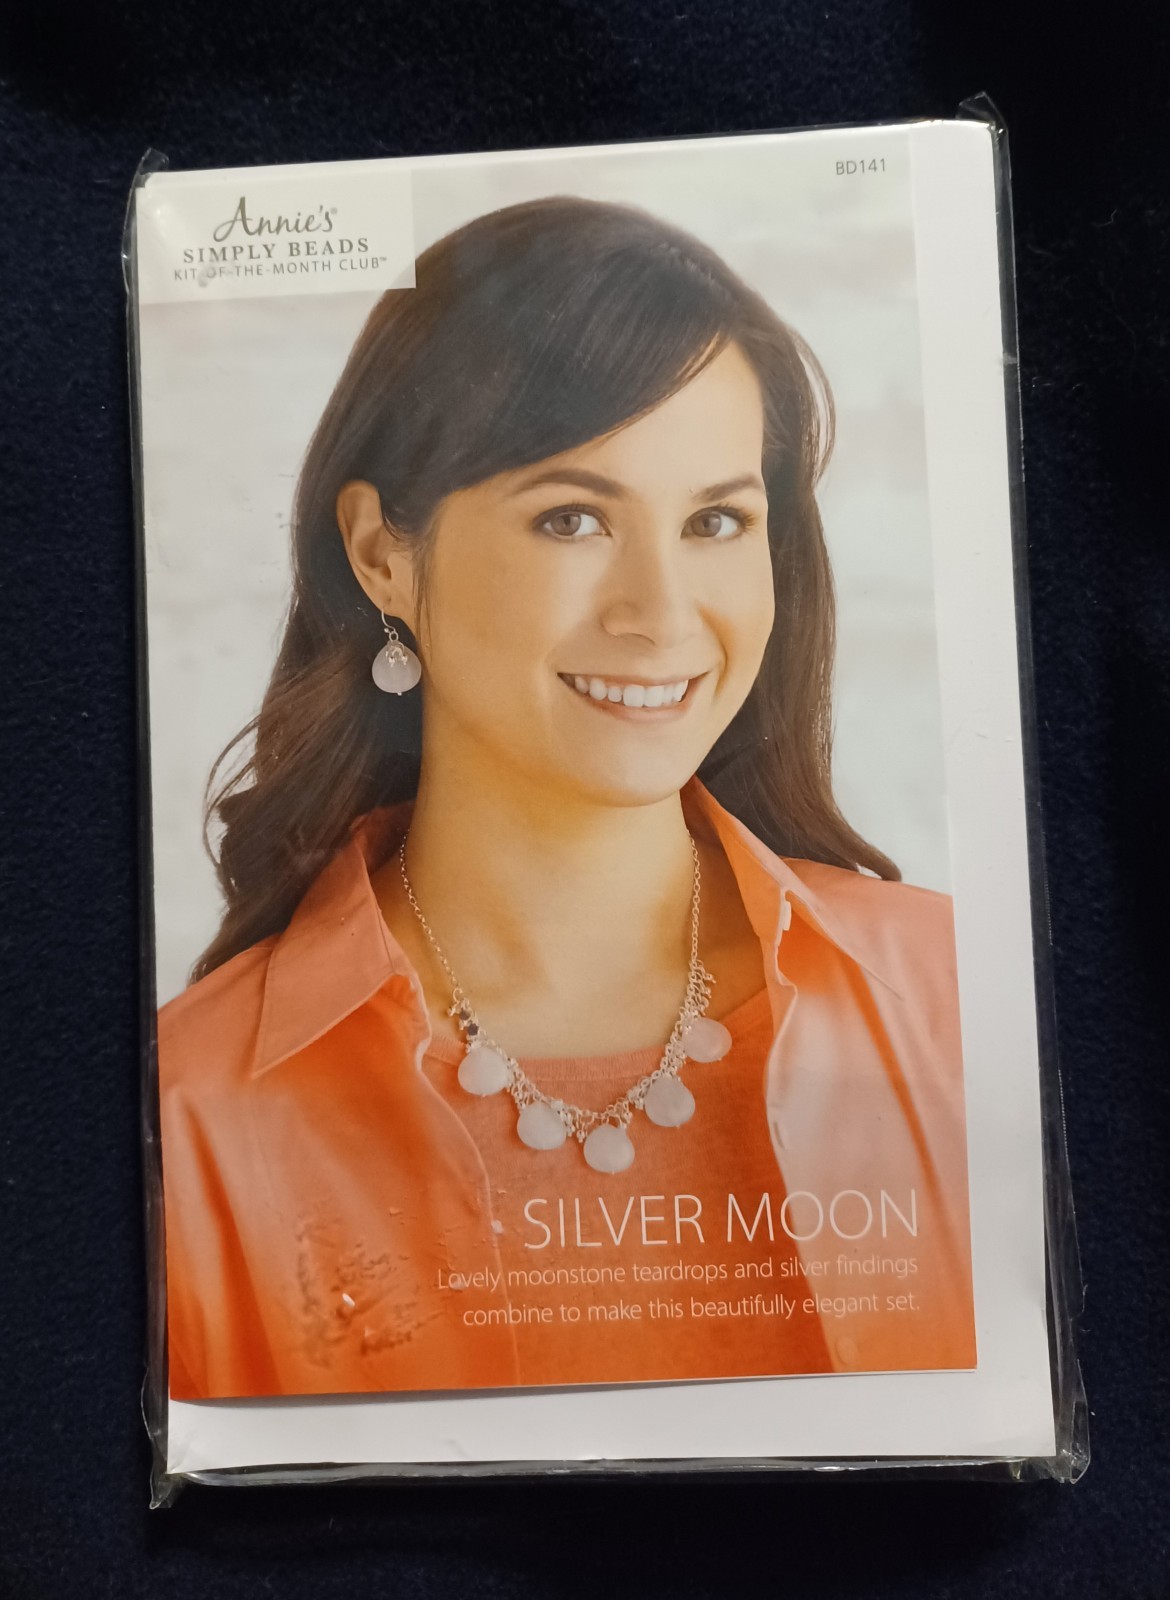 BD141
Annie's®
SIMPLY BEADS
KIT-OF-THE-MONTH CLUB™
SILVER MOON
Lovely moonstone teardrops and silver findings
combine to make this beautifully elegant set.